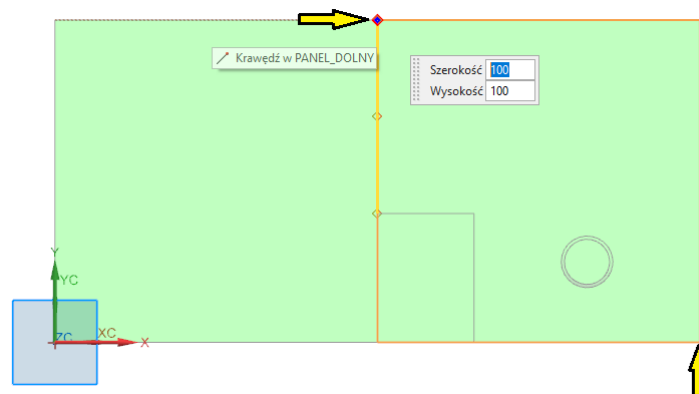 Krawędź w PANEL_DOLNY
Szerokość 100
Wysokość 100
Y
YC
ZC
XC
X